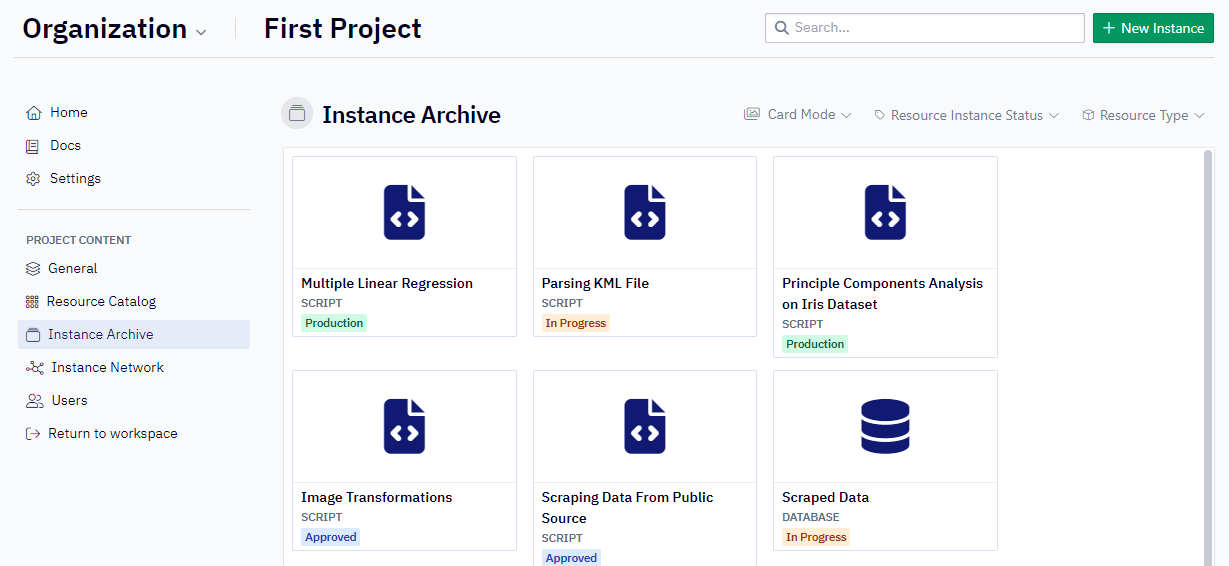 Organization
First Project
Search...
New Instance
Home
Docs
Settings
PROJECT CONTENT
General
Resource Catalog
Instance Archive
Instance Network
Users
Return to workspace
Instance Archive
Card Mode
Resource Instance Status
Resource Type
Multiple Linear Regression
SCRIPT
Production
Parsing KML File
SCRIPT
In Progress
Principle Components Analysis
on Iris Dataset
SCRIPT
Production
Image Transformations
SCRIPT
Approved
Scraping Data From Public
Source
SCRIPT
Approved
Scraped Data
DATABASE
In Progress